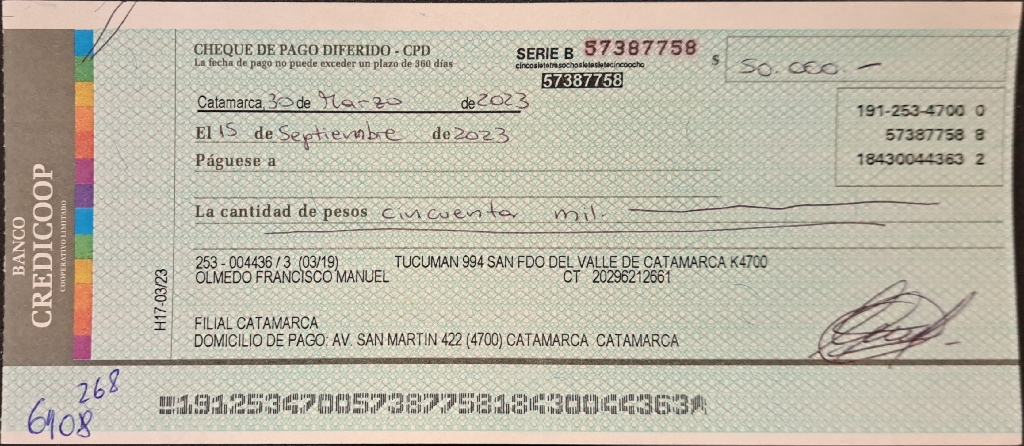 CHEQUE DE PAGO DIFERIDO - CPD
La fecha de pago no puede exceder un plazo de 360 días
SERIE B 57387758
cincosietetresochosietesietecincoocho
57387758
$ 50.000.-
Catamarca, 30 de Marzo de 2023
191-253-4700 0
57387758 8
18430044363 2
El 15 de Septiembre de 2023
Páguese a
La cantidad de pesos cincuenta mil.
253 - 004436 / 3 (03/19) TUCUMAN 994 SAN FDO DEL VALLE DE CATAMARCA K4700
OLMEDO FRANCISCO MANUEL CT 20296212661
FILIAL CATAMARCA
DOMICILIO DE PAGO: AV. SAN MARTIN 422 (4700) CATAMARCA CATAMARCA
H17-03/23
BANCO
CREDICOOP
COOPERATIVO LIMITADO
268
6908
19125347005738775818430044363